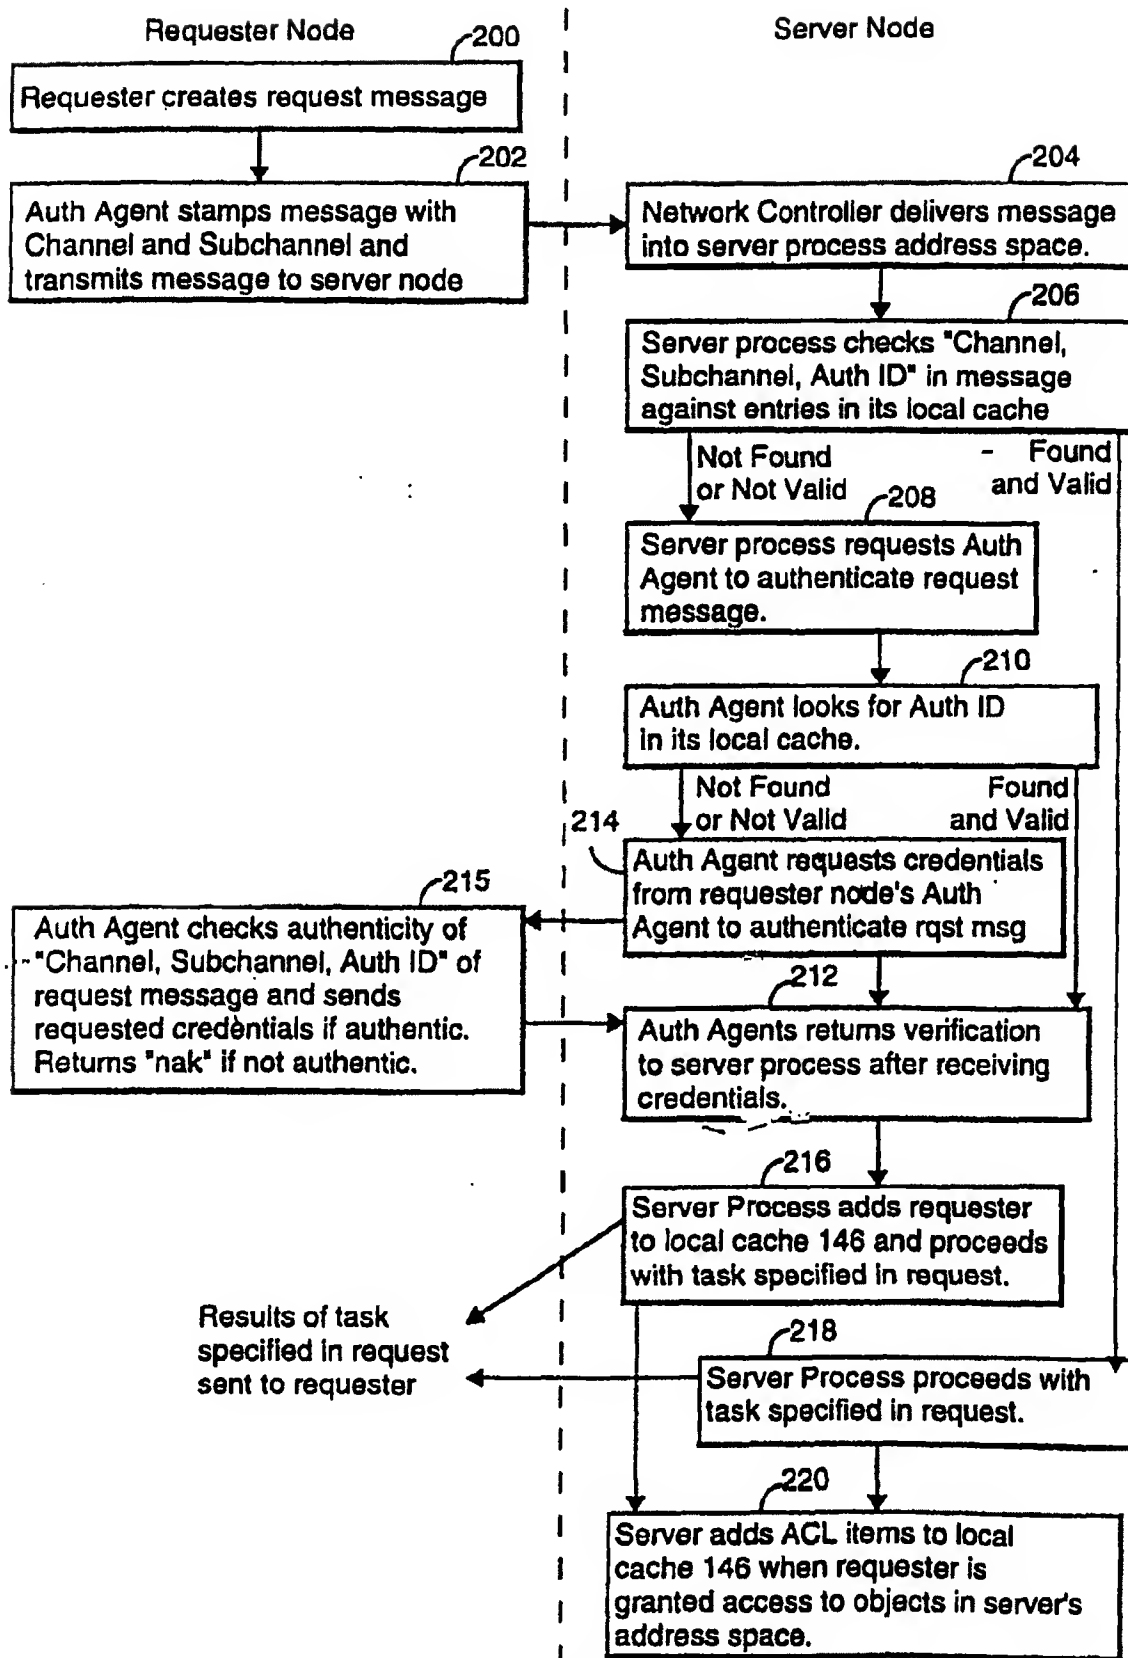 Requester Node
Server Node
200
Requester creates request message
202
Auth Agent stamps message with
Channel and Subchannel and
transmits message to server node
204
Network Controller delivers message
into server process address space.
206
Server process checks "Channel,
Subchannel, Auth ID" in message
against entries in its local cache
Not Found
or Not Valid
Found
and Valid
208
Server process requests Auth
Agent to authenticate request
message.
210
Auth Agent looks for Auth ID
in its local cache.
Not Found
or Not Valid
Found
and Valid
214
Auth Agent requests credentials
from requester node's Auth
Agent to authenticate rqst msg
215
Auth Agent checks authenticity of
"Channel, Subchannel, Auth ID" of
request message and sends
requested credentials if authentic.
Returns "nak" if not authentic.
212
Auth Agents returns verification
to server process after receiving
credentials.
216
Server Process adds requester
to local cache 146 and proceeds
with task specified in request.
Results of task
specified in request
sent to requester
218
Server Process proceeds with
task specified in request.
220
Server adds ACL items to local
cache 146 when requester is
granted access to objects in server's
address space.